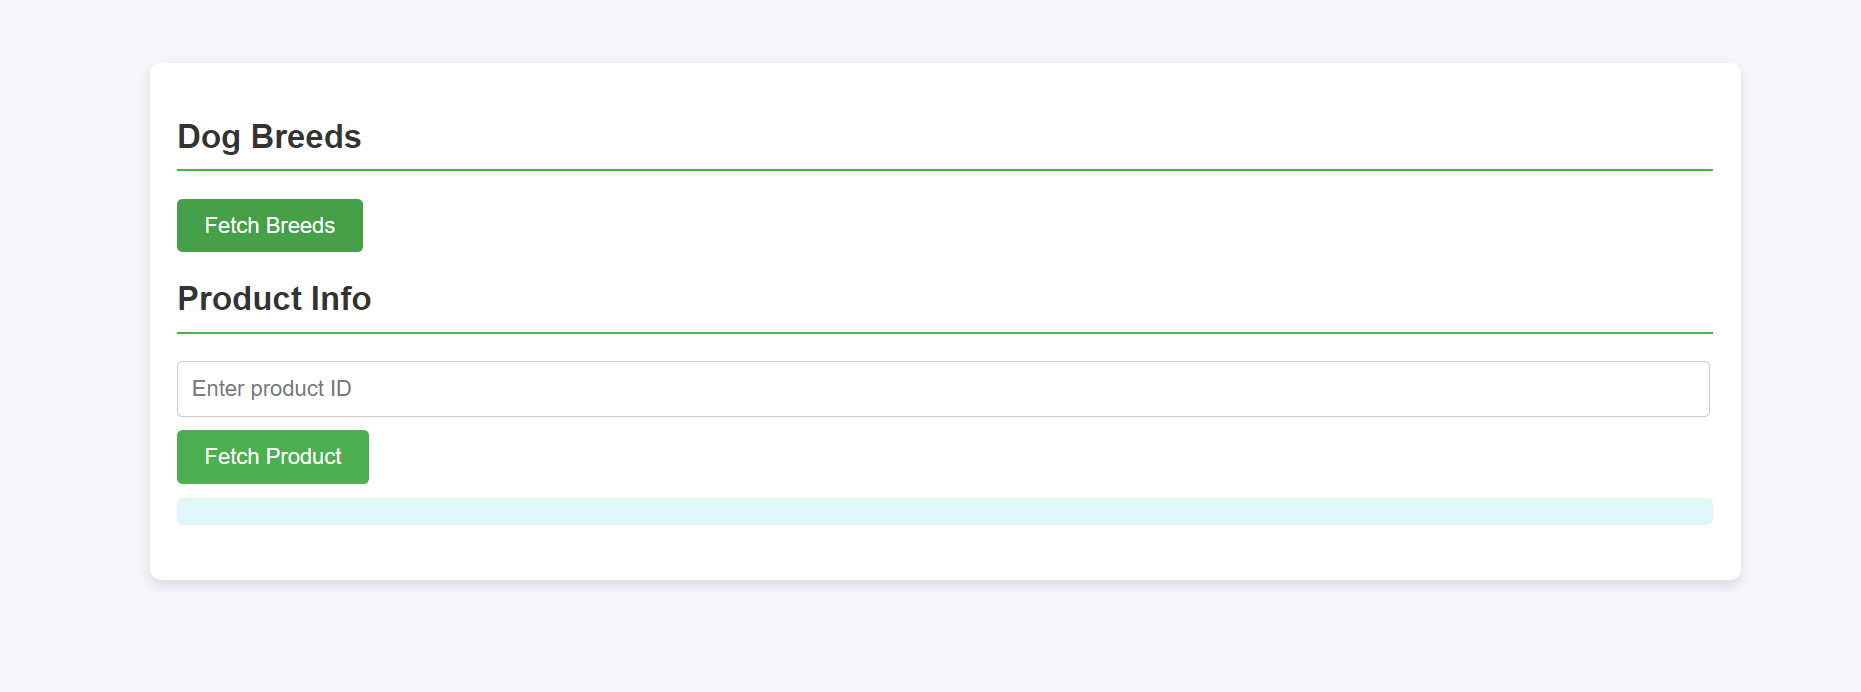 Dog Breeds
Fetch Breeds
Product Info
Enter product ID
Fetch Product